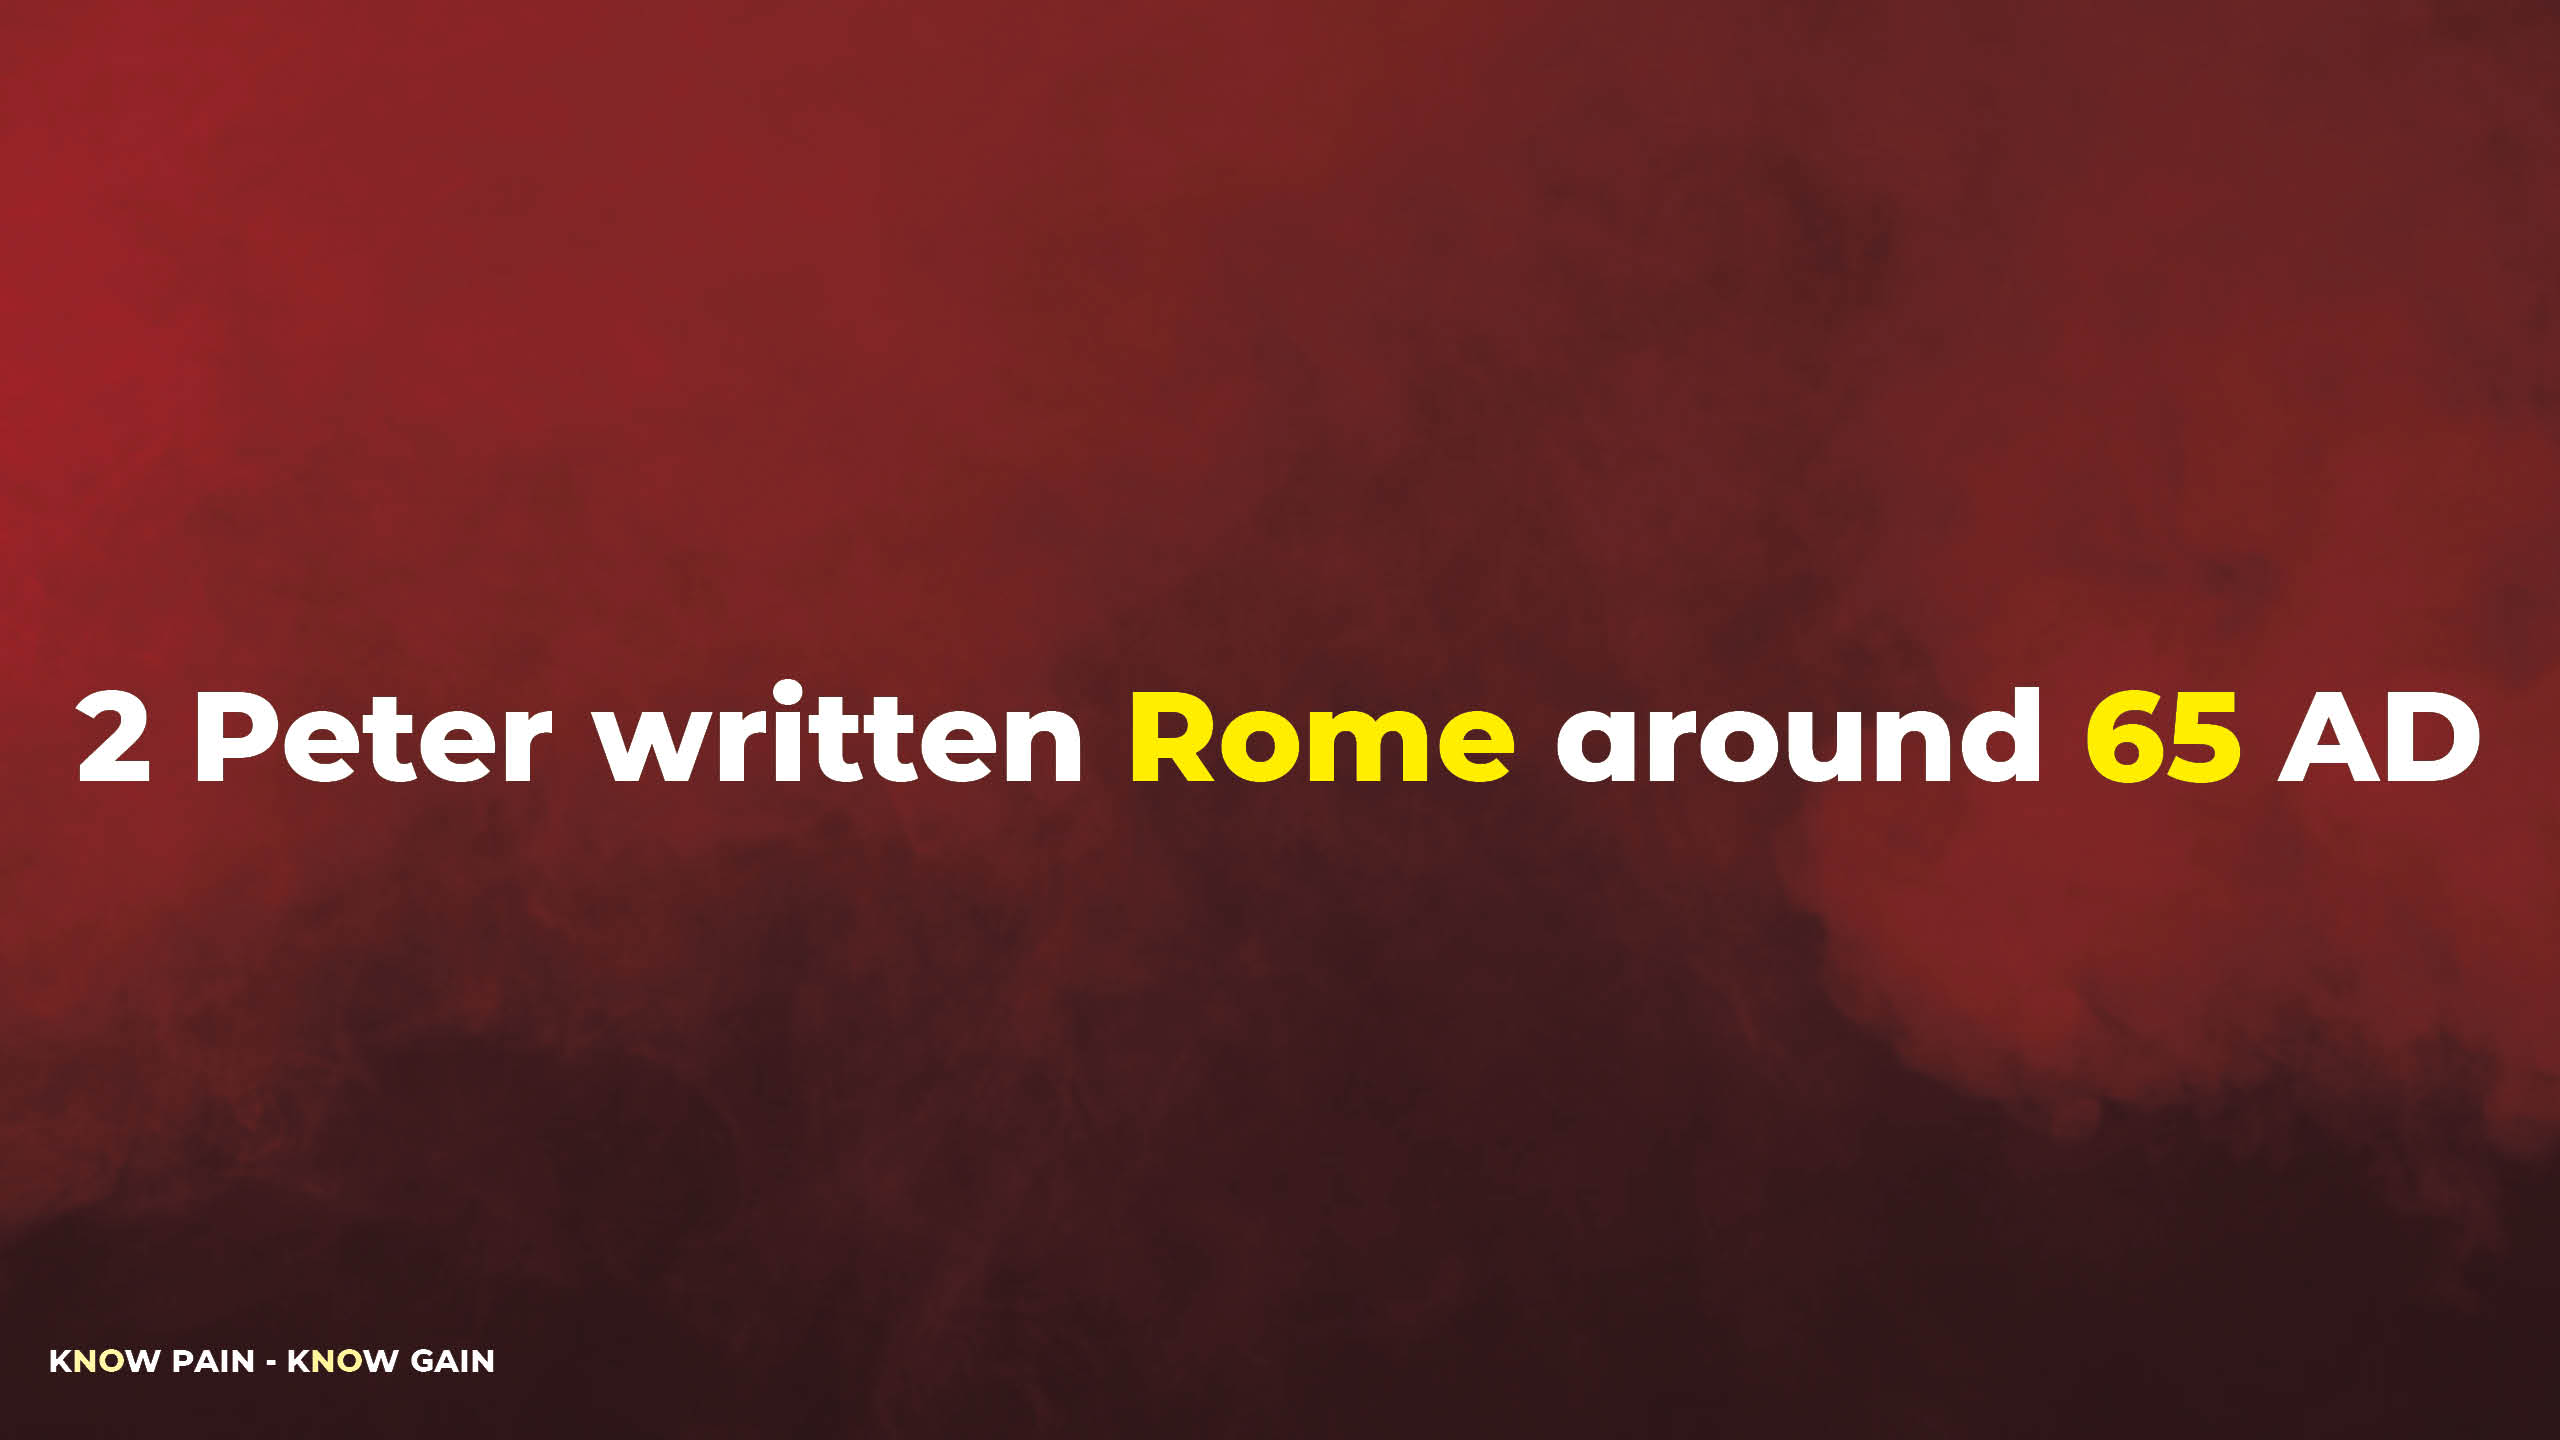 2 Peter written Rome around 65 AD
KNOW PAIN - KNOW GAIN